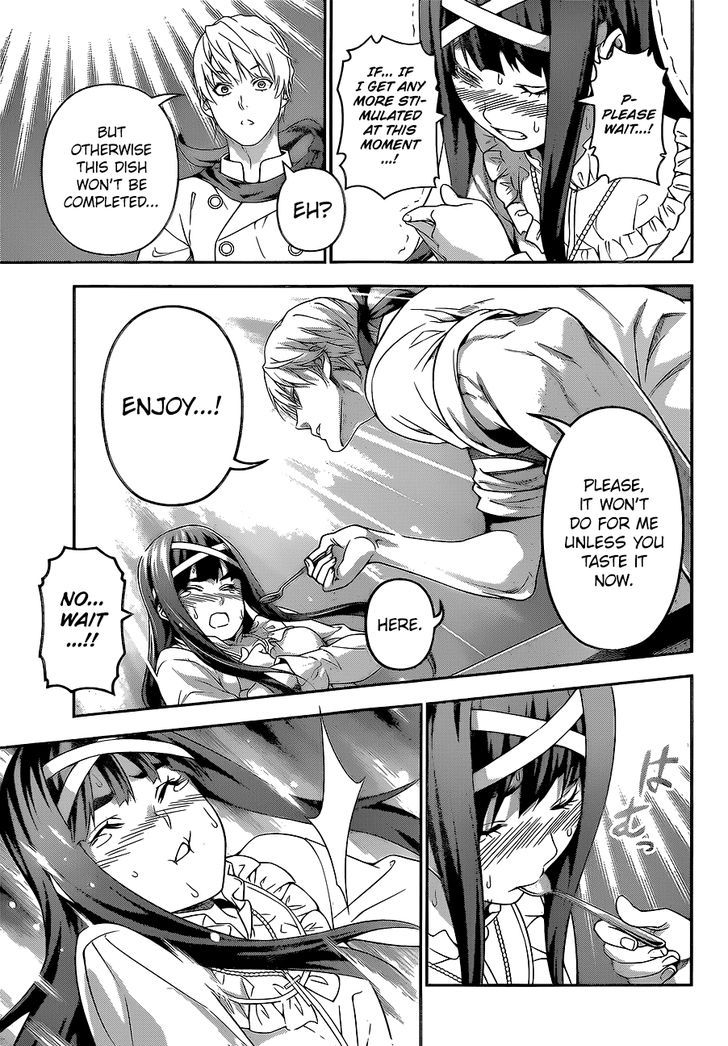 P-
PLEASE
WAIT...!
IF... IF
I GET ANY
MORE STI-
MULATED
AT THIS
MOMENT
...!
EH?
BUT
OTHERWISE
THIS DISH
WON'T BE
COMPLETED...
PLEASE,
IT WON'T
DO FOR ME
UNLESS YOU
TASTE IT
NOW.
ENJOY...!
HERE.
NO...
WAIT
...!!
はむっ